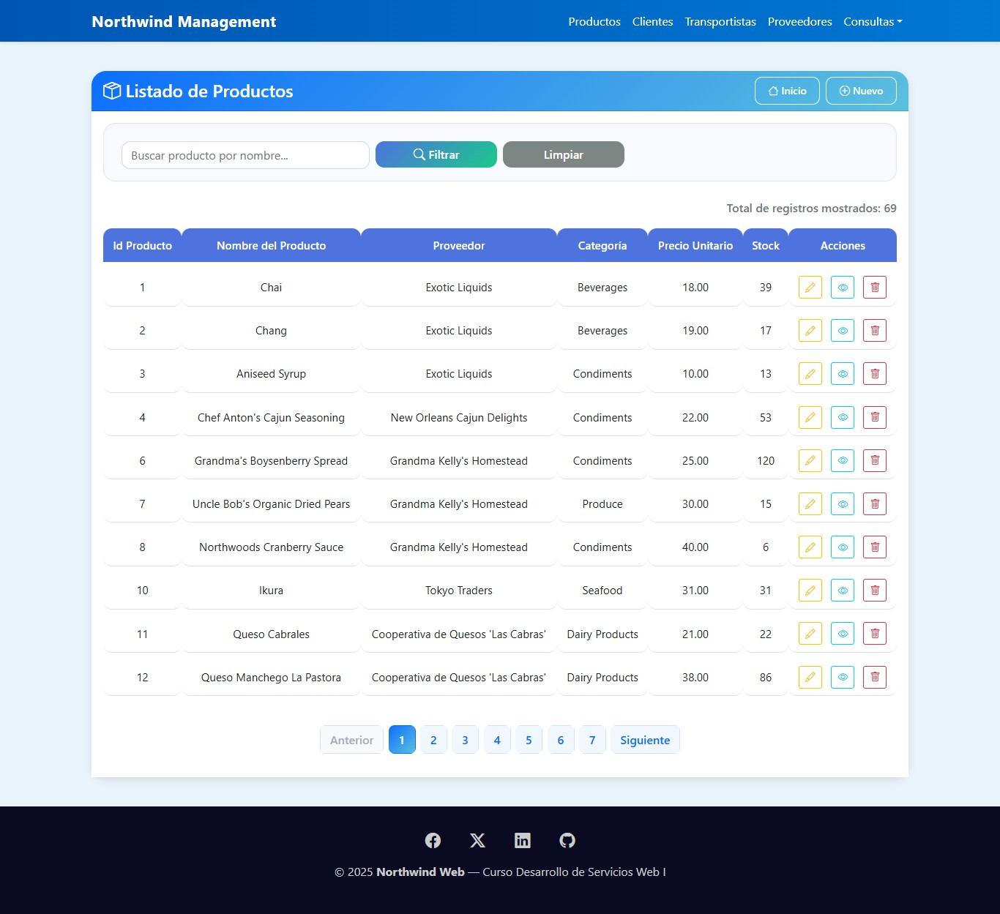 Northwind Management Productos Clientes Transportistas Proveedores Consultas
Listado de Productos Inicio Nuevo
Buscar producto por nombre... Filtrar Limpiar
Total de registros mostrados: 69
Id Producto Nombre del Producto Proveedor Categoría Precio Unitario Stock Acciones
1 Chai Exotic Liquids Beverages 18.00 39
2 Chang Exotic Liquids Beverages 19.00 17
3 Aniseed Syrup Exotic Liquids Condiments 10.00 13
4 Chef Anton's Cajun Seasoning New Orleans Cajun Delights Condiments 22.00 53
6 Grandma's Boysenberry Spread Grandma Kelly's Homestead Condiments 25.00 120
7 Uncle Bob's Organic Dried Pears Grandma Kelly's Homestead Produce 30.00 15
8 Northwoods Cranberry Sauce Grandma Kelly's Homestead Condiments 40.00 6
10 Ikura Tokyo Traders Seafood 31.00 31
11 Queso Cabrales Cooperativa de Quesos 'Las Cabras' Dairy Products 21.00 22
12 Queso Manchego La Pastora Cooperativa de Quesos 'Las Cabras' Dairy Products 38.00 86
Anterior 1 2 3 4 5 6 7 Siguiente
© 2025 Northwind Web — Curso Desarrollo de Servicios Web I